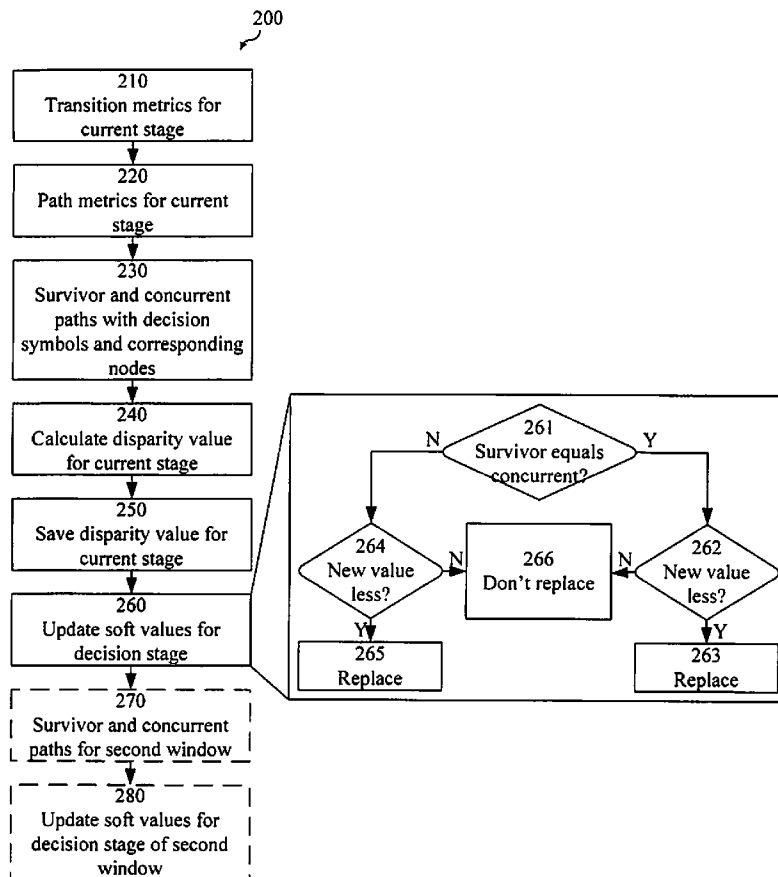 200
210
Transition metrics for
current stage
220
Path metrics for current
stage
230
Survivor and concurrent
paths with decision
symbols and corresponding
nodes
240
Calculate disparity value
for current stage
250
Save disparity value for
current stage
260
Update soft values for
decision stage
270
Survivor and concurrent
paths for second window
280
Update soft values for
decision stage of second
window
261
Survivor equals
concurrent?
N
Y
264
New value
less?
N
266
Don't replace
N
262
New value
less?
Y
265
Replace
Y
263
Replace